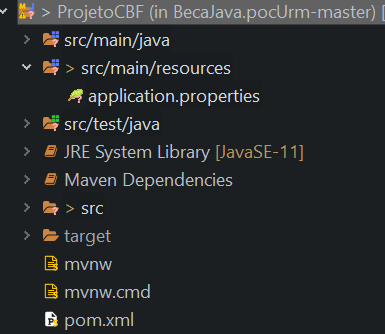 > ProjetoCBF (in BecaJava.pocUrm-master) [
src/main/java
> src/main/resources
application.properties
src/test/java
JRE System Library [JavaSE-11]
Maven Dependencies
> src
target
mvnw
mvnw.cmd
pom.xml